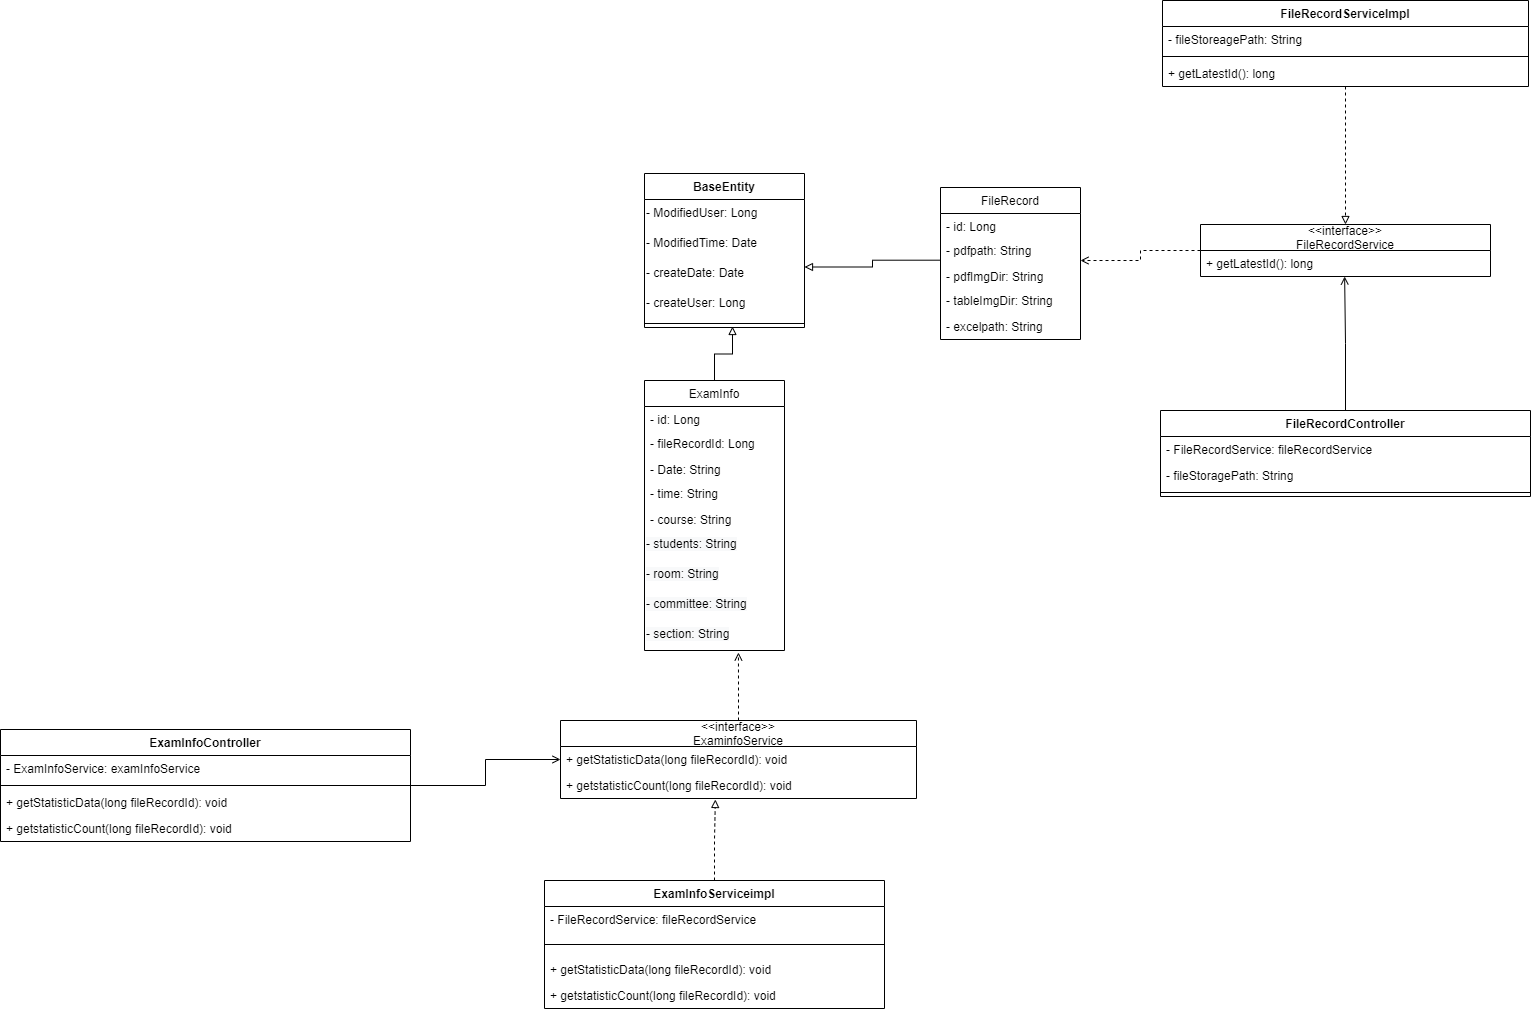 FileRecordServiceImpl
- fileStoreagePath: String
+ getLatestId(): long
BaseEntity
- ModifiedUser: Long
- ModifiedTime: Date
- createDate: Date
- createUser: Long
FileRecord
- id: Long
- pdfpath: String
- pdfImgDir: String
- tableImgDir: String
- excelpath: String
<<interface>>
FileRecordService
+ getLatestId(): long
ExamInfo
- id: Long
- fileRecordId: Long
- Date: String
- time: String
- course: String
- students: String
- room: String
- committee: String
- section: String
FileRecordController
- FileRecordService: fileRecordService
- fileStoragePath: String
ExamInfoController
- ExamInfoService: examInfoService
+ getStatisticData(long fileRecordId): void
+ getstatisticCount(long fileRecordId): void
<<interface>>
ExaminfoService
+ getStatisticData(long fileRecordId): void
+ getstatisticCount(long fileRecordId): void
ExamInfoServiceimpl
- FileRecordService: fileRecordService
+ getStatisticData(long fileRecordId): void
+ getstatisticCount(long fileRecordId): void